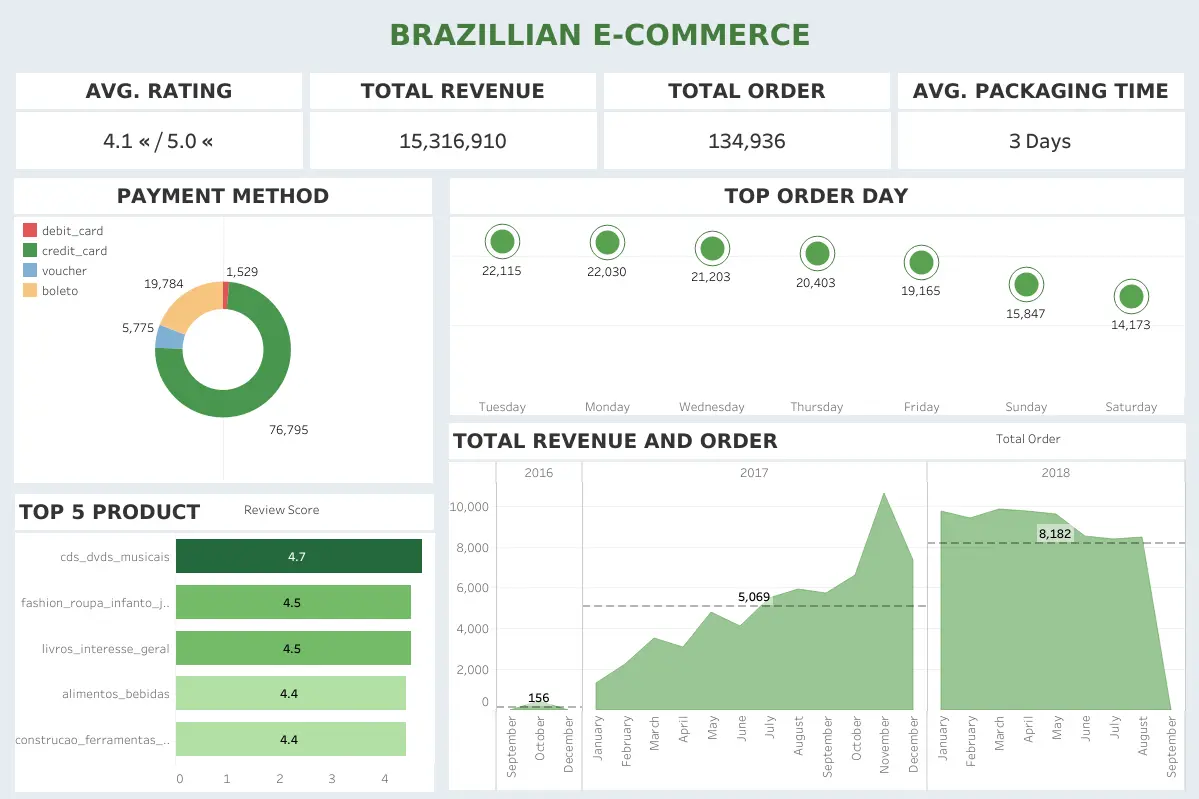 BRAZILLIAN E-COMMERCE
AVG. RATING
4.1 « / 5.0 «
TOTAL REVENUE
15,316,910
TOTAL ORDER
134,936
AVG. PACKAGING TIME
3 Days
PAYMENT METHOD
debit_card
credit_card
voucher
boleto
1,529
19,784
5,775
76,795
TOP ORDER DAY
22,115
22,030
21,203
20,403
19,165
15,847
14,173
Tuesday
Monday
Wednesday
Thursday
Friday
Sunday
Saturday
TOP 5 PRODUCT
Review Score
cds_dvds_musicais
4.7
fashion_roupa_infanto_j..
4.5
livros_interesse_geral
4.5
alimentos_bebidas
4.4
construcao_ferramentas_..
4.4
0 1 2 3 4
TOTAL REVENUE AND ORDER
Total Order
2016
2017
2018
10,000
8,000
6,000
4,000
2,000
0
156
5,069
8,182
September
October
December
January
February
March
April
May
June
July
August
September
October
November
December
January
February
March
April
May
June
July
August
September